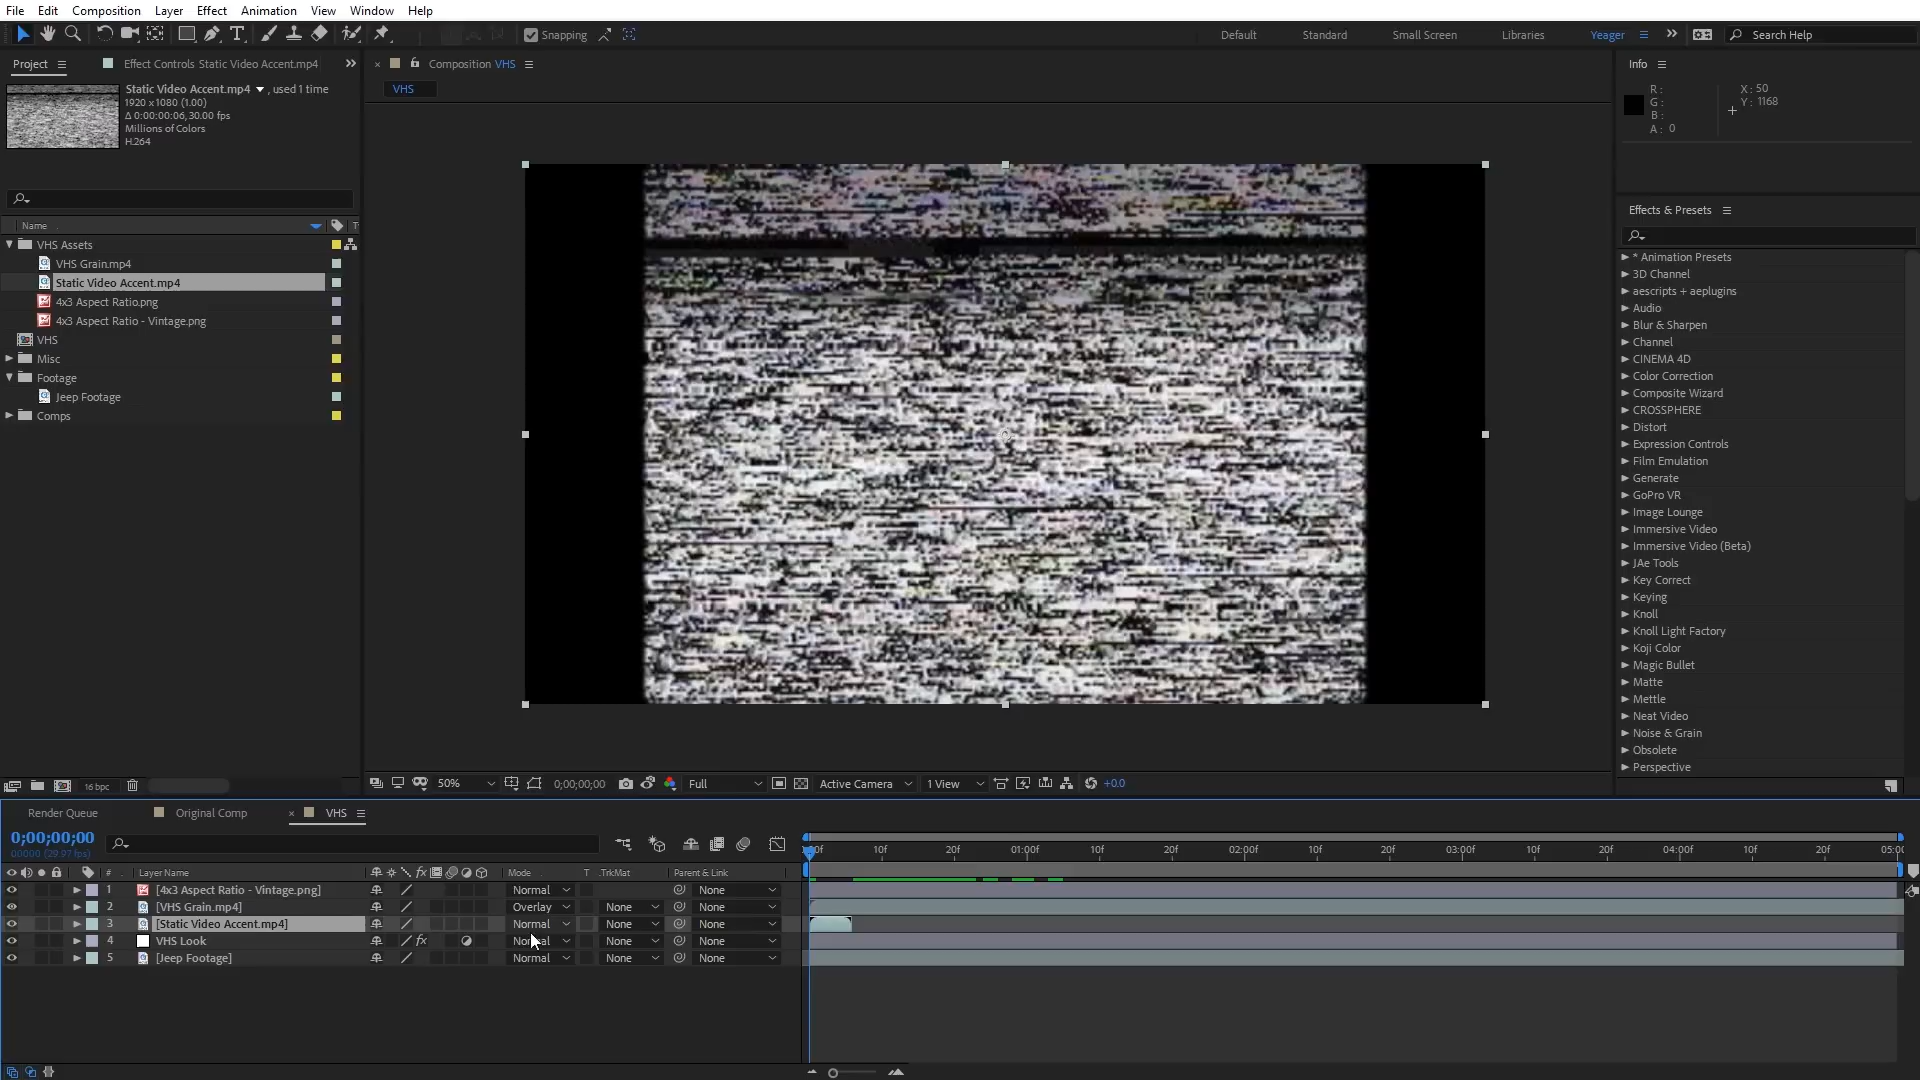 File Edit Composition Layer Effect Animation View Window Help
Snapping Default Standard Small Screen Libraries Yeager Search Help
Project Effect Controls Static Video Accent.mp4
Static Video Accent.mp4 , used 1 time
1920 x 1080 (1.00)
Δ 0:00:00:06, 30.00 fps
Millions of Colors
H.264
Name
VHS Assets
VHS Grain.mp4
Static Video Accent.mp4
4x3 Aspect Ratio.png
4x3 Aspect Ratio - Vintage.png
VHS
Misc
Footage
Jeep Footage
Comps
16 bpc
Composition VHS
VHS
50% 0;00;00;00 Full Active Camera 1 View +0.0
Info
R :
G :
B :
A : 0
X : 50
Y : 1168
Effects & Presets
* Animation Presets
3D Channel
aescripts + aeplugins
Audio
Blur & Sharpen
Channel
CINEMA 4D
Color Correction
Composite Wizard
CROSSPHERE
Distort
Expression Controls
Film Emulation
Generate
GoPro VR
Image Lounge
Immersive Video
Immersive Video (Beta)
JAe Tools
Key Correct
Keying
Knoll
Knoll Light Factory
Koji Color
Magic Bullet
Matte
Mettle
Neat Video
Noise & Grain
Obsolete
Perspective
Render Queue Original Comp VHS
0;00;00;00
00000 (29.97 fps)
10f 20f 01:00f 10f 20f 02:00f 10f 20f 03:00f 10f 20f 04:00f 10f 20f
# Layer Name Mode T .TrkMat Parent & Link
1 [4x3 Aspect Ratio - Vintage.png] Normal None
2 [VHS Grain.mp4] Overlay None None
3 [Static Video Accent.mp4] Normal None None
4 VHS Look Normal None None
5 [Jeep Footage] Normal None None